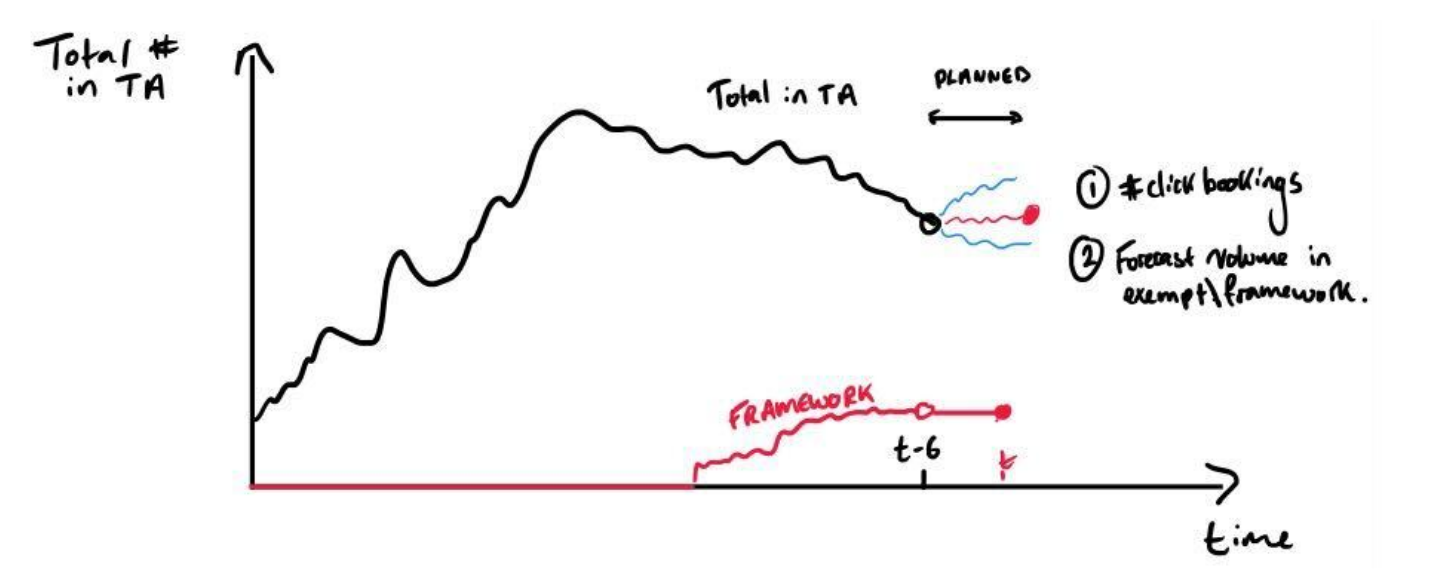 Total #
in TA
Total in TA
PLANNED
① #click bookings
② Forecast Volume in
exempt\framework.
FRAMEWORK
t-6
t
time